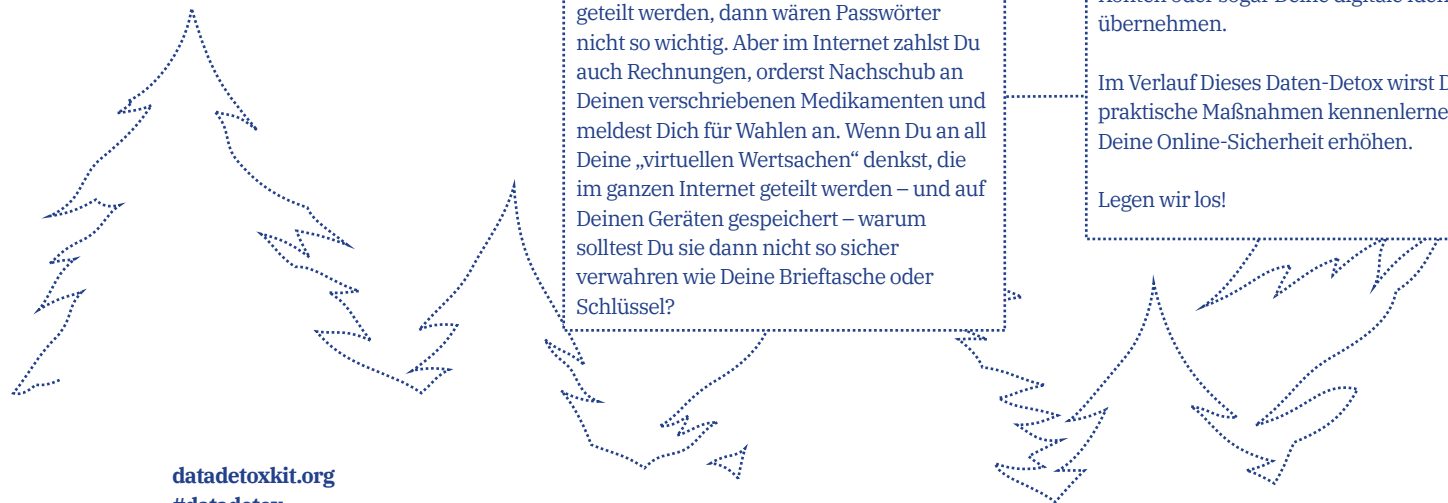 geteilt werden, dann wären Passwörter
nicht so wichtig. Aber im Internet zahlst Du
auch Rechnungen, orderst Nachschub an
Deinen verschriebenen Medikamenten und
meldest Dich für Wahlen an. Wenn Du an all
Deine „virtuellen Wertsachen“ denkst, die
im ganzen Internet geteilt werden – und auf
Deinen Geräten gespeichert – warum
solltest Du sie dann nicht so sicher
verwahren wie Deine Brieftasche oder
Schlüssel?
übernehmen.
Im Verlauf Dieses Daten-Detox wirst
praktische Maßnahmen
Deine Online-Sicherheit erhöhen.
Legen wir los!
datadetoxkit.org
#datadetox